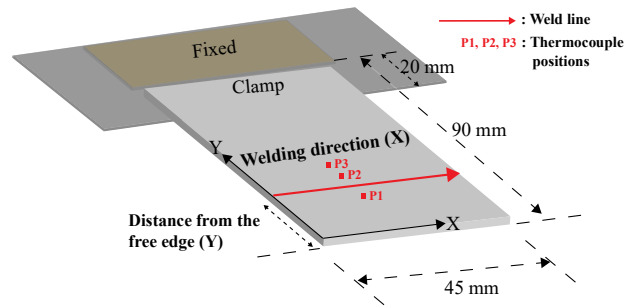 Fixed
: Weld line
P1, P2, P3 : Thermocouple
positions
20 mm
Clamp
90 mm
Y
Welding direction (X)
P3
P2
P1
Distance from the
free edge (Y)
X
45 mm